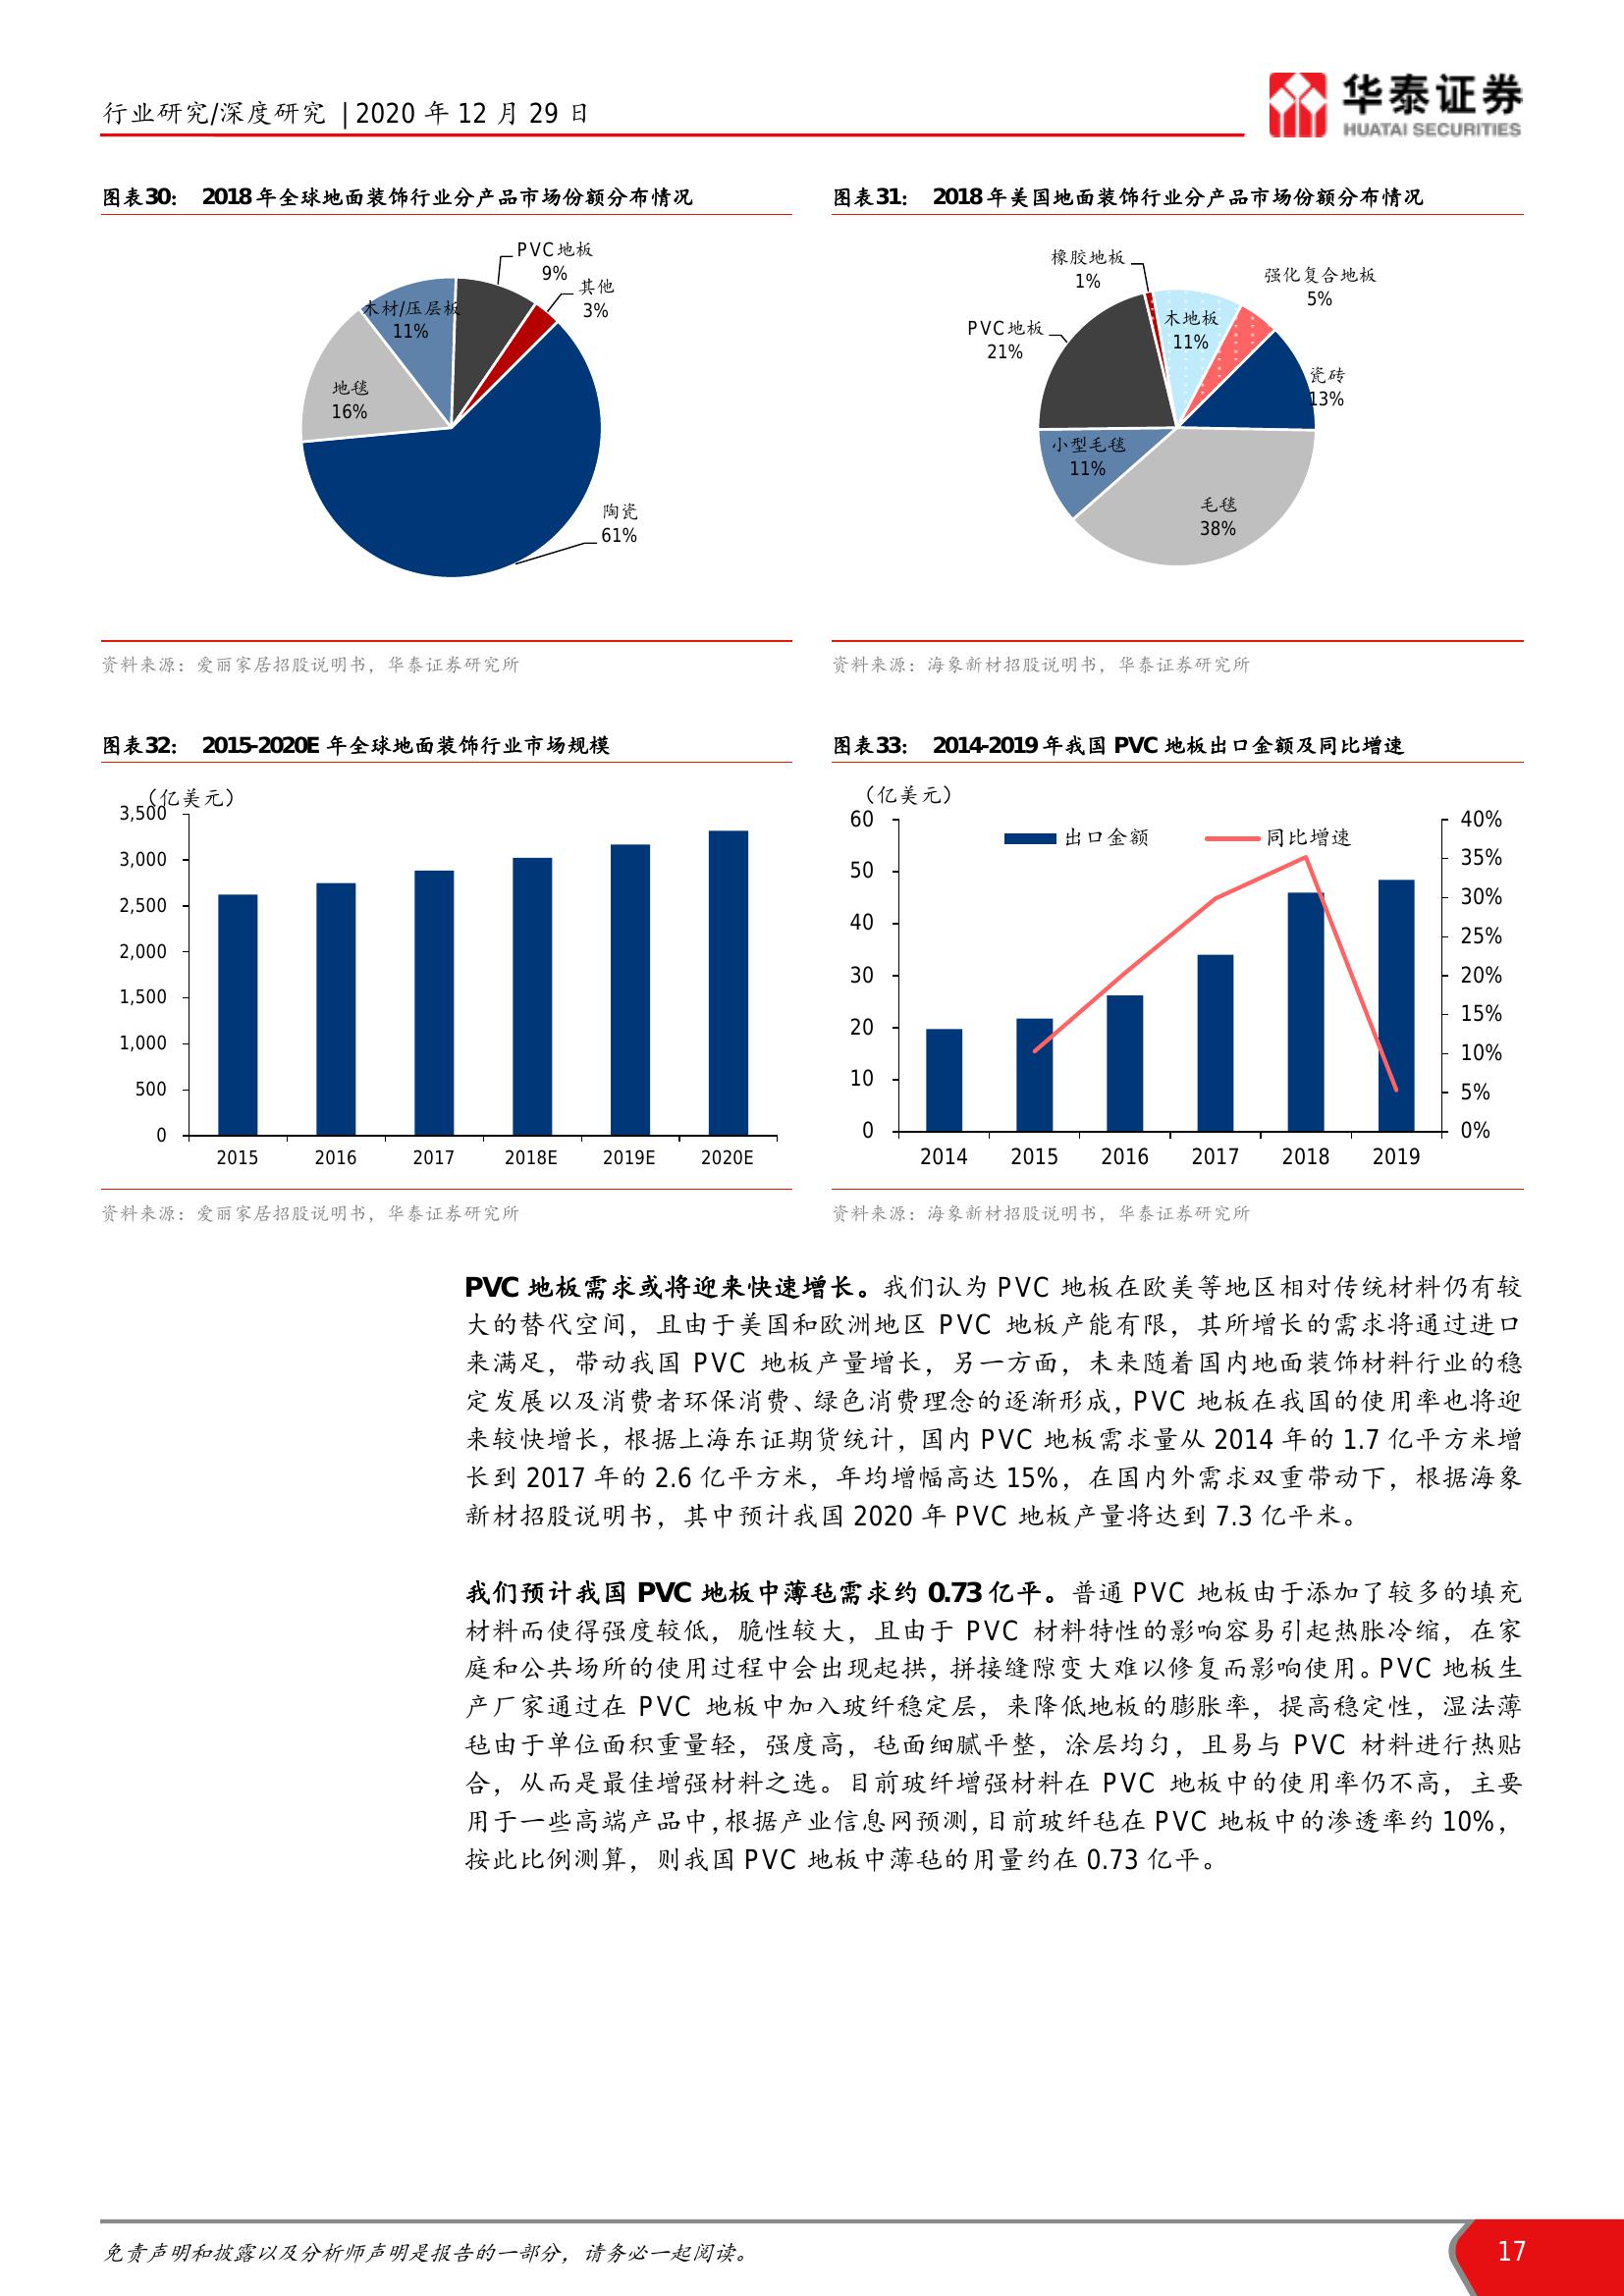 行业研究/深度研究 | 2020 年 12 月 29 日
华泰证券
HUATAI SECURITIES
图表30： 2018 年全球地面装饰行业分产品市场份额分布情况
PVC地板
9%
其他
3%
木材/压层板
11%
地毯
16%
陶瓷
61%
资料来源：爱丽家居招股说明书，华泰证券研究所
图表31： 2018 年美国地面装饰行业分产品市场份额分布情况
橡胶地板
1%
强化复合地板
5%
木地板
11%
PVC地板
21%
瓷砖
13%
小型毛毯
11%
毛毯
38%
资料来源：海象新材招股说明书，华泰证券研究所
图表32： 2015-2020E 年全球地面装饰行业市场规模
（亿美元）
3,500
3,000
2,500
2,000
1,500
1,000
500
0
2015 2016 2017 2018E 2019E 2020E
资料来源：爱丽家居招股说明书，华泰证券研究所
图表33： 2014-2019 年我国 PVC 地板出口金额及同比增速
（亿美元）
出口金额 同比增速
60 40%
35%
50
30%
40
25%
30 20%
15%
20
10%
10
5%
0 0%
2014 2015 2016 2017 2018 2019
资料来源：海象新材招股说明书，华泰证券研究所
PVC 地板需求或将迎来快速增长。我们认为 PVC 地板在欧美等地区相对传统材料仍有较
大的替代空间，且由于美国和欧洲地区 PVC 地板产能有限，其所增长的需求将通过进口
来满足，带动我国 PVC 地板产量增长，另一方面，未来随着国内地面装饰材料行业的稳
定发展以及消费者环保消费、绿色消费理念的逐渐形成，PVC 地板在我国的使用率也将迎
来较快增长，根据上海东证期货统计，国内 PVC 地板需求量从 2014 年的 1.7 亿平方米增
长到 2017 年的 2.6 亿平方米，年均增幅高达 15%，在国内外需求双重带动下，根据海象
新材招股说明书，其中预计我国 2020 年 PVC 地板产量将达到 7.3 亿平米。
我们预计我国 PVC 地板中薄毡需求约 0.73 亿平。普通 PVC 地板由于添加了较多的填充
材料而使得强度较低，脆性较大，且由于 PVC 材料特性的影响容易引起热胀冷缩，在家
庭和公共场所的使用过程中会出现起拱，拼接缝隙变大难以修复而影响使用。PVC 地板生
产厂家通过在 PVC 地板中加入玻纤稳定层，来降低地板的膨胀率，提高稳定性，湿法薄
毡由于单位面积重量轻，强度高，毡面细腻平整，涂层均匀，且易与 PVC 材料进行热贴
合，从而是最佳增强材料之选。目前玻纤增强材料在 PVC 地板中的使用率仍不高，主要
用于一些高端产品中，根据产业信息网预测，目前玻纤毡在 PVC 地板中的渗透率约 10%，
按此比例测算，则我国 PVC 地板中薄毡的用量约在 0.73 亿平。
免责声明和披露以及分析师声明是报告的一部分，请务必一起阅读。
17